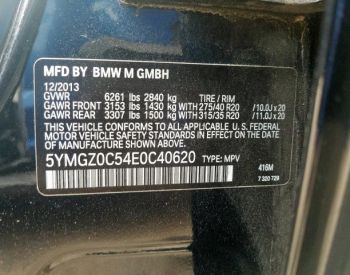 MFD BY BMW M GMBH
12/2013
GVWR 6261 lbs 2840 kg TIRE / RIM
GAWR FRONT 3153 lbs 1430 kg WITH 275/40 R20 /10.0J x 20
GAWR REAR 3307 lbs 1500 kg WITH 315/35 R20 /11.0J x 20
THIS VEHICLE CONFORMS TO ALL APPLICABLE
U.S. FEDERAL MOTOR VEHICLE SAFETY STANDARDS
IN EFFECT ON THE DATE OF MANUFACTURE SHOWN ABOVE.
5YMGZ0C54E0C40620 TYPE: MPV
416M
7 320 729